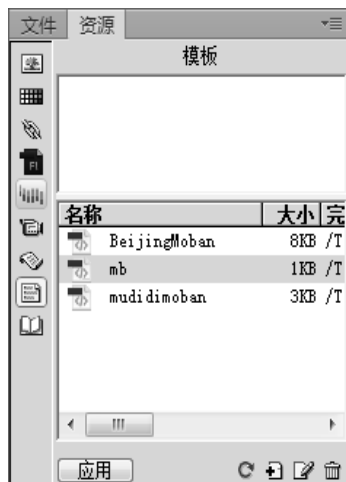 文件 资源
模板
名称 大小 完
BeijingMoban 8KB /T
mb 1KB /T
mudidimoban 3KB /T
应用